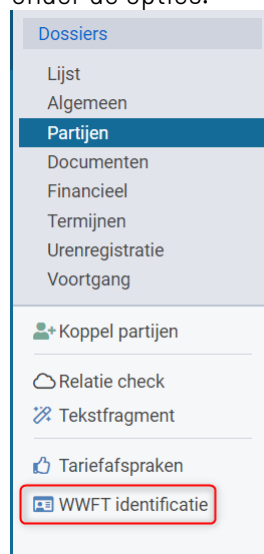 onder de opties.
Dossiers
Lijst
Algemeen
Partijen
Documenten
Financieel
Termijnen
Urenregistratie
Voortgang
Koppel partijen
Relatie check
Tekstfragment
Tariefafspraken
WWFT identificatie